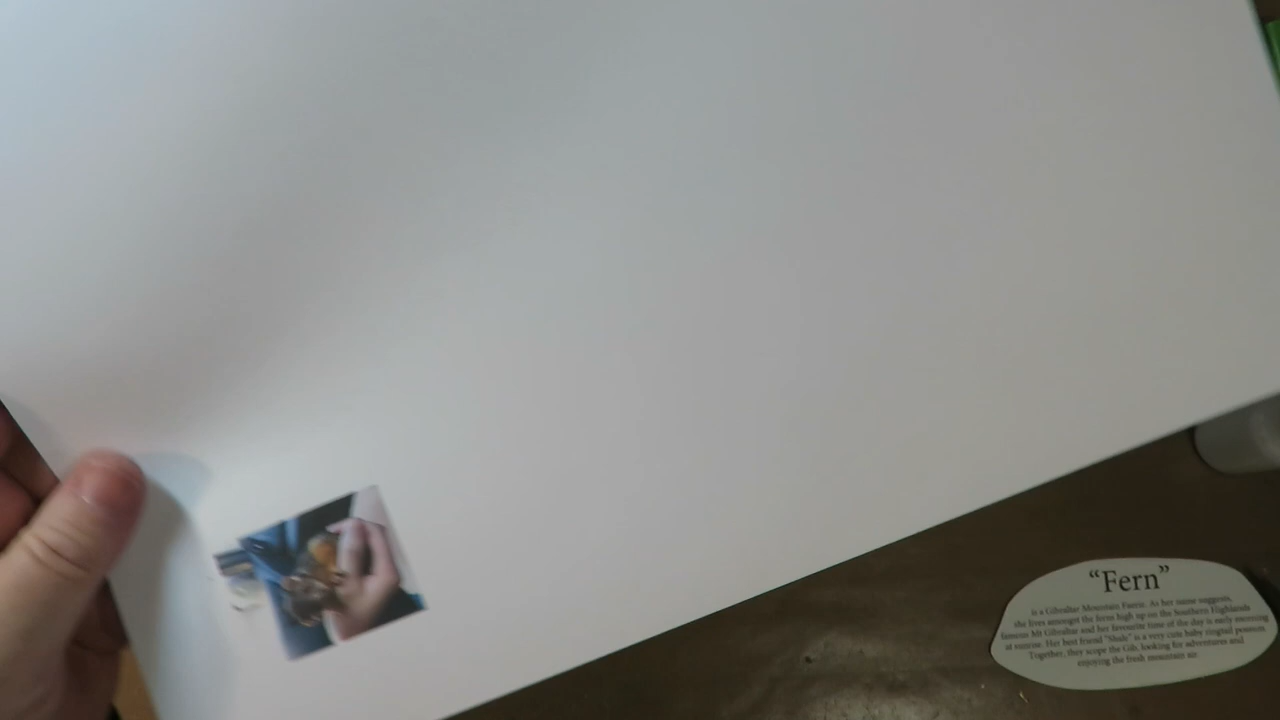 “Fern”
is a Gibraltar Mountain Faerie. As her name suggests,
she lives amongst the ferns high up on the Southern Highlands
famous Mt Gibraltar and her favourite time of the day is early morning
at sunrise. Her best friend "Shale" is a very cute baby ringtail possum.
Together, they scope the Gib, looking for adventures and
enjoying the fresh mountain air.